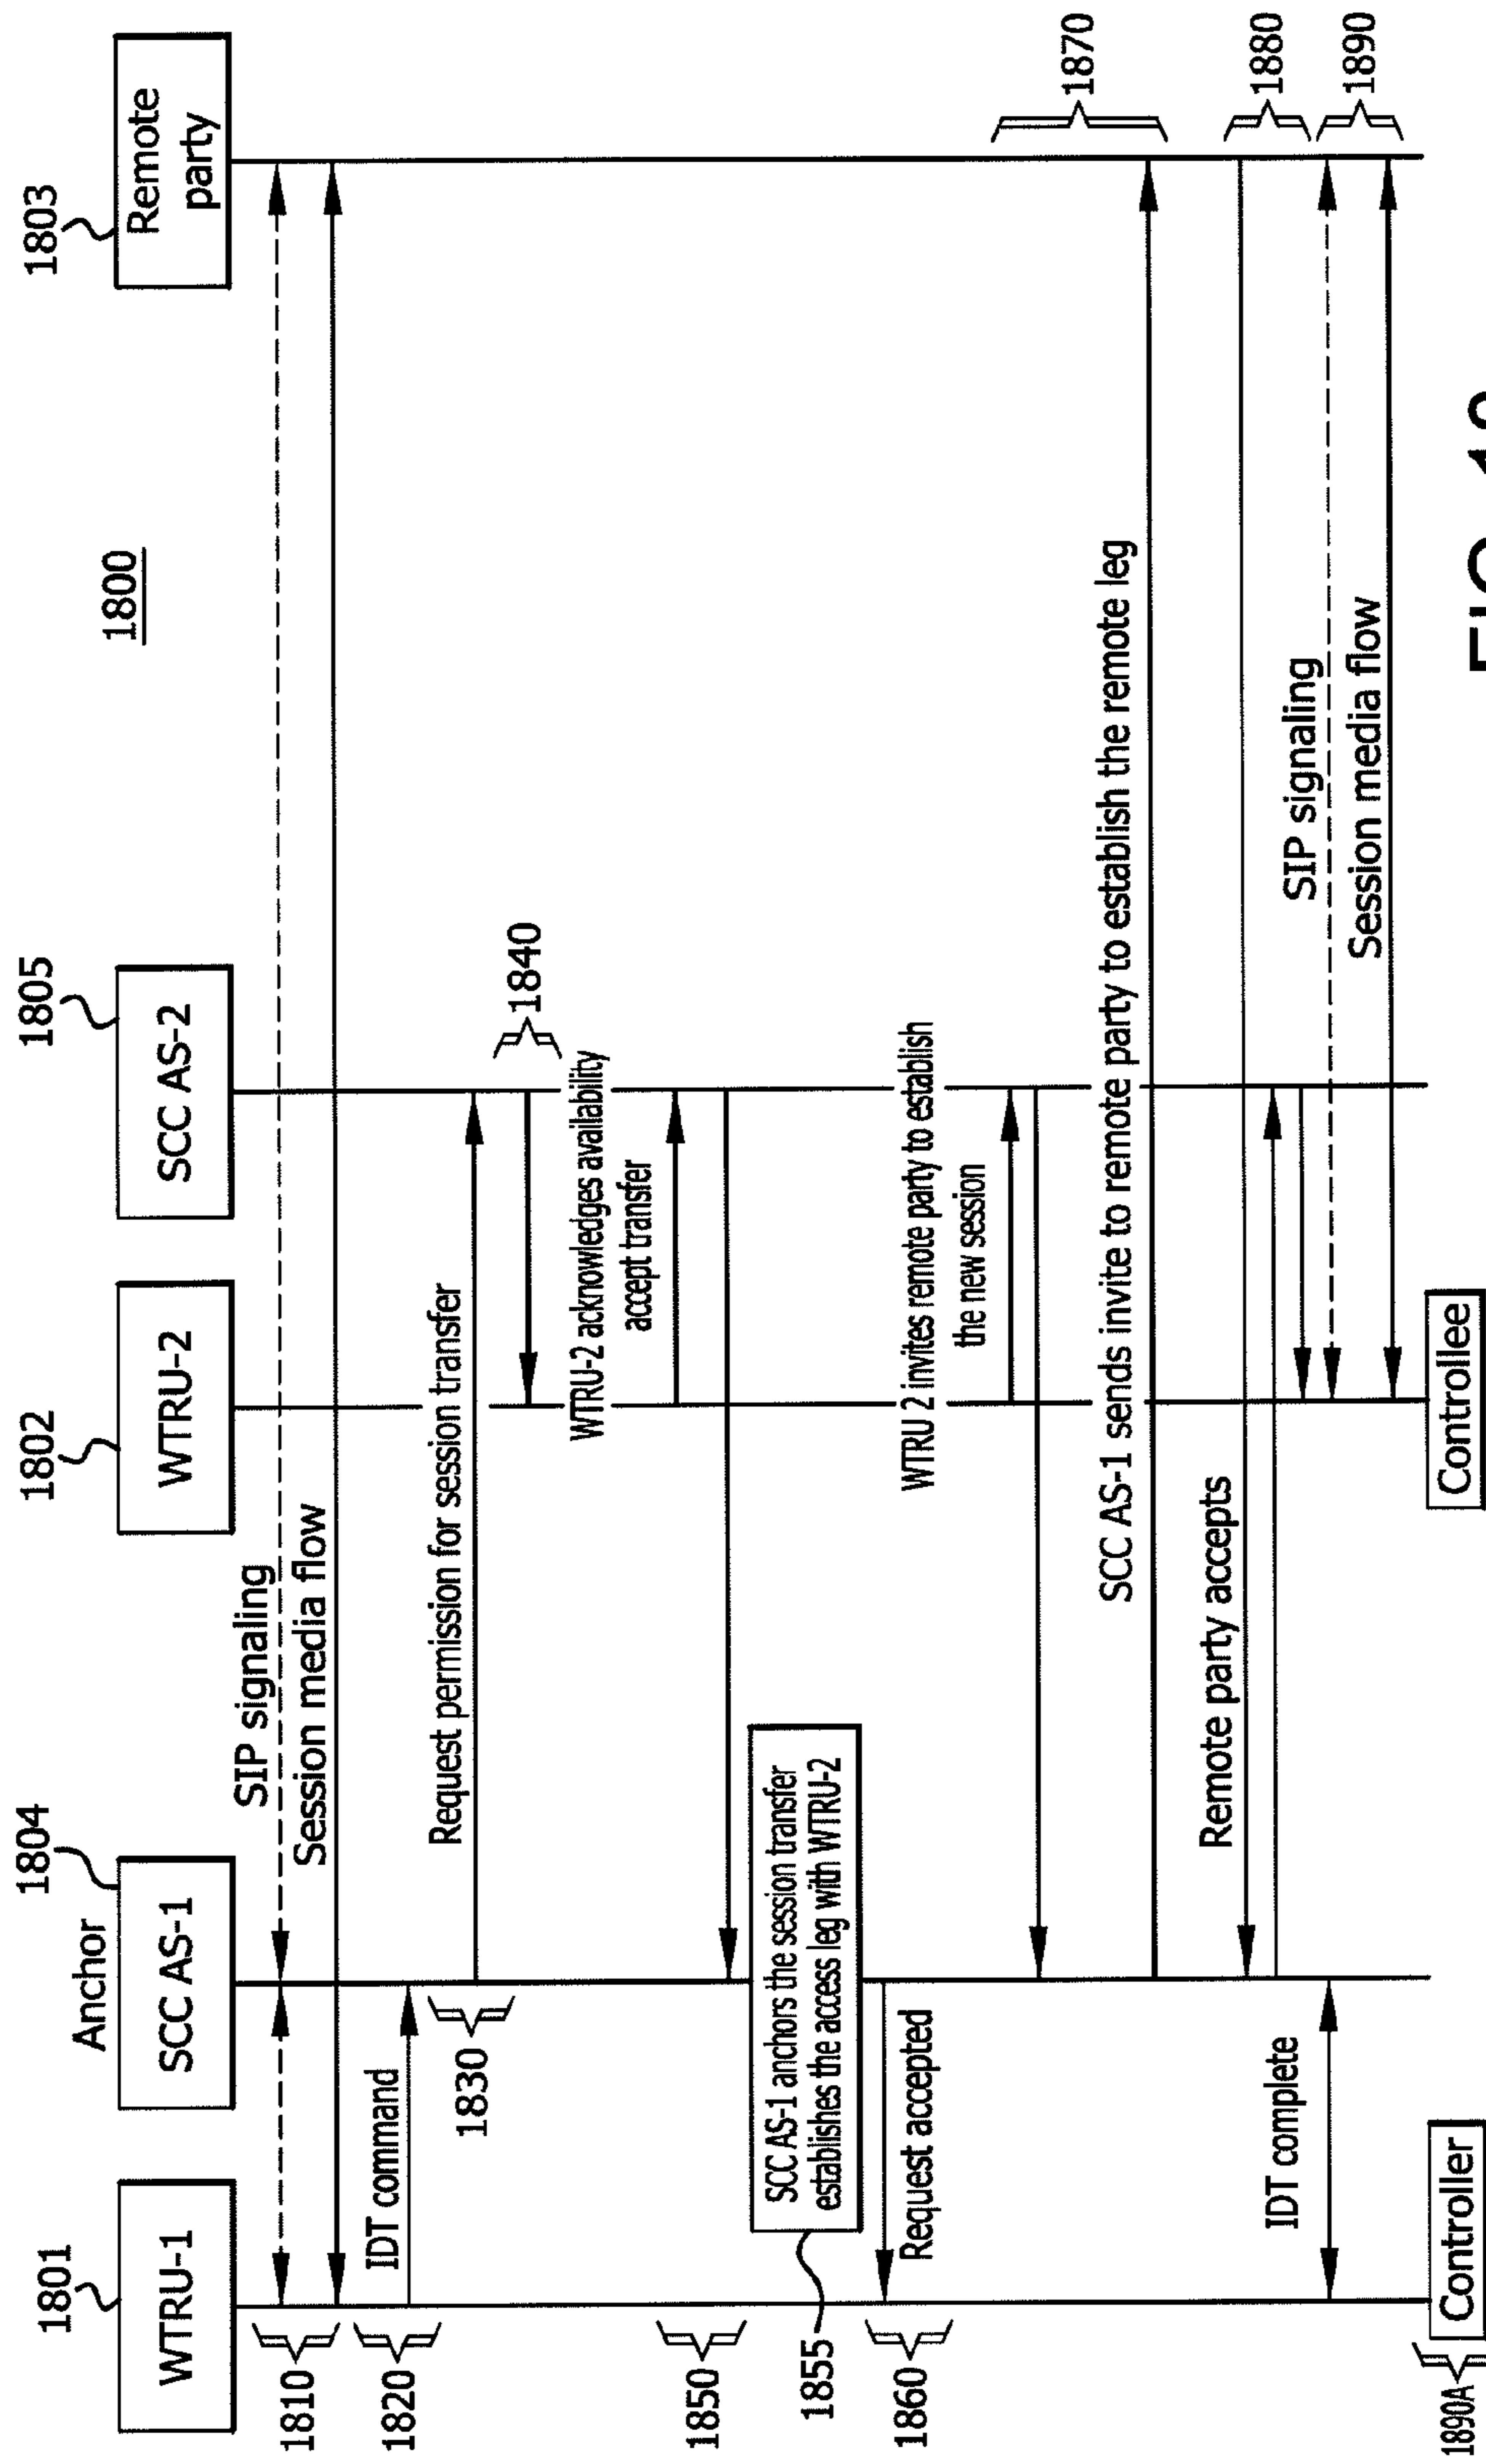 1800
1801
WTRU-1
Anchor
1804
SCC AS-1
1802
WTRU-2
1805
SCC AS-2
1803
Remote
party
1810
SIP signaling
Session media flow
1820
IDT command
1830
Request permission for session transfer
1840
WTRU-2 acknowledges availability
accept transfer
1850
1855
SCC AS-1 anchors the session transfer
establishes the access leg with WTRU-2
1860
Request accepted
WTRU 2 invites remote party to establish
the new session
1870
SCC AS-1 sends invite to remote party to establish the remote leg
1880
Remote party accepts
1890
SIP signaling
IDT complete
Session media flow
1890A
Controller
Controllee